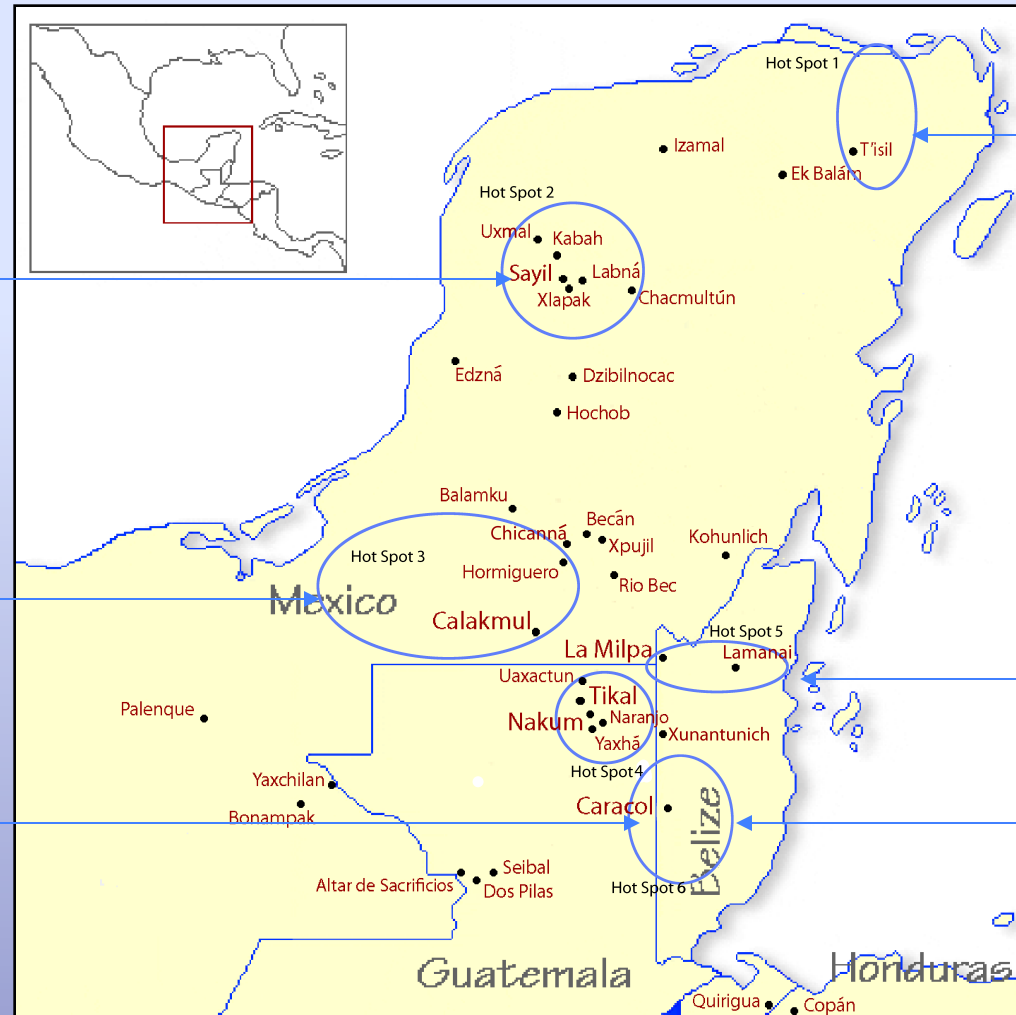 Hot Spot 1
Izamal
T'isil
Ek Balám
Hot Spot 2
Uxmal
Kabah
Sayil
Labná
Xlapak
Chacmultún
Edzná
Dzibilnocac
Hochob
Balamku
Becán
Chicanná
Xpujil
Kohunlich
Hot Spot 3
Hormiguero
Rio Bec
Mexico
Calakmul
Hot Spot 5
La Milpa
Lamanai
Uaxactun
Tikal
Palenque
Nakum
Naranjo
Xunantunich
Yaxhá
Hot Spot4
Yaxchilan
Caracol
Bonampak
Belize
Seibal
Altar de Sacrificios
Dos Pilas
Hot Spot 6
Guatemala
Honduras
Quirigua
Copán